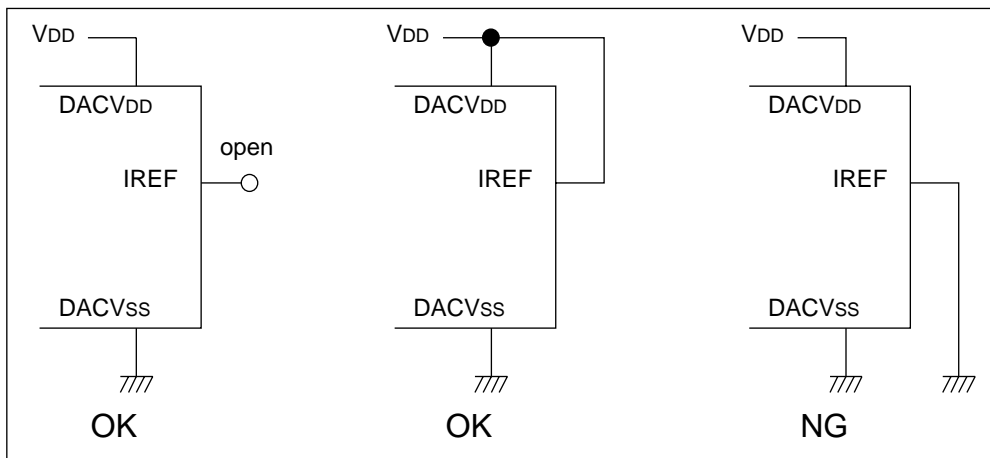 VDD
DACVDD
open
IREF
DACVSS
OK
VDD
DACVDD
IREF
DACVSS
OK
VDD
DACVDD
IREF
DACVSS
NG